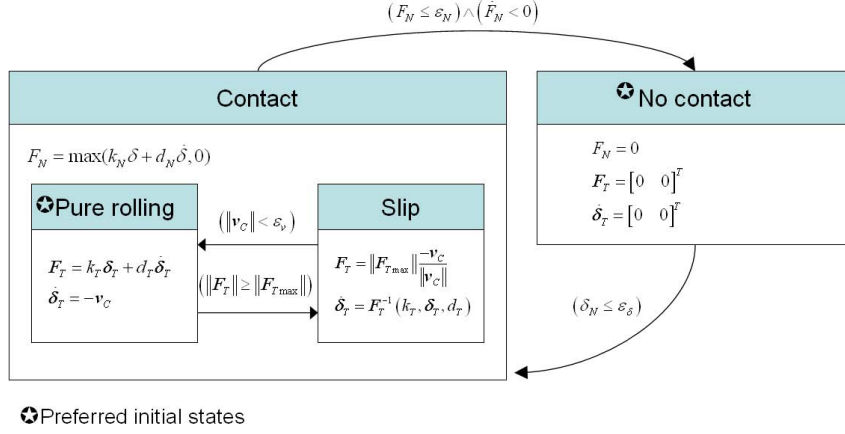 (F_N ≤ ε_N) ∧ (Ḟ_N < 0)
Contact
✪ No contact
F_N = max(k_N δ + d_N δ̇, 0)
F_N = 0
F_T = [0 0]^T
δ̇_T = [0 0]^T
✪Pure rolling
Slip
(‖v_C‖ < ε_v)
F_T = k_T δ_T + d_T δ̇_T
δ̇_T = −v_C
(‖F_T‖ ≥ ‖F_Tmax‖)
F_T = ‖F_Tmax‖ −v_C / ‖v_C‖
δ̇_T = F_T^−1 (k_T, δ_T, d_T)
(δ_N ≤ ε_δ)
✪Preferred initial states